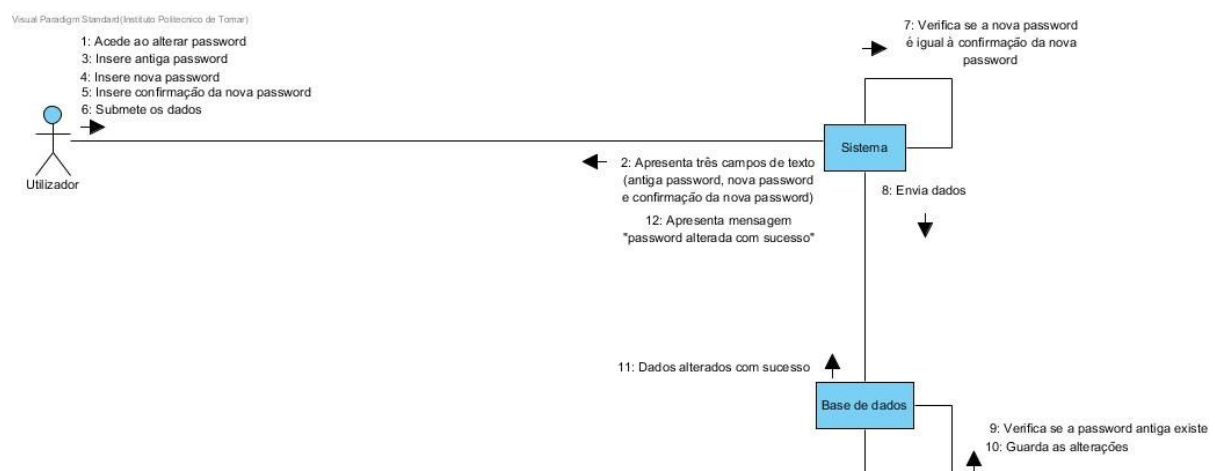 Visual Paradigm Standard(Instituto Politecnico de Tomar)
1: Acede ao alterar password
3: Insere antiga password
4: Insere nova password
5: Insere confirmação da nova password
6: Submete os dados
Utilizador
7: Verifica se a nova password
é igual à confirmação da nova
password
Sistema
2: Apresenta três campos de texto
(antiga password, nova password
e confirmação da nova password)
12: Apresenta mensagem
"password alterada com sucesso"
8: Envia dados
11: Dados alterados com sucesso
Base de dados
9: Verifica se a password antiga existe
10: Guarda as alterações